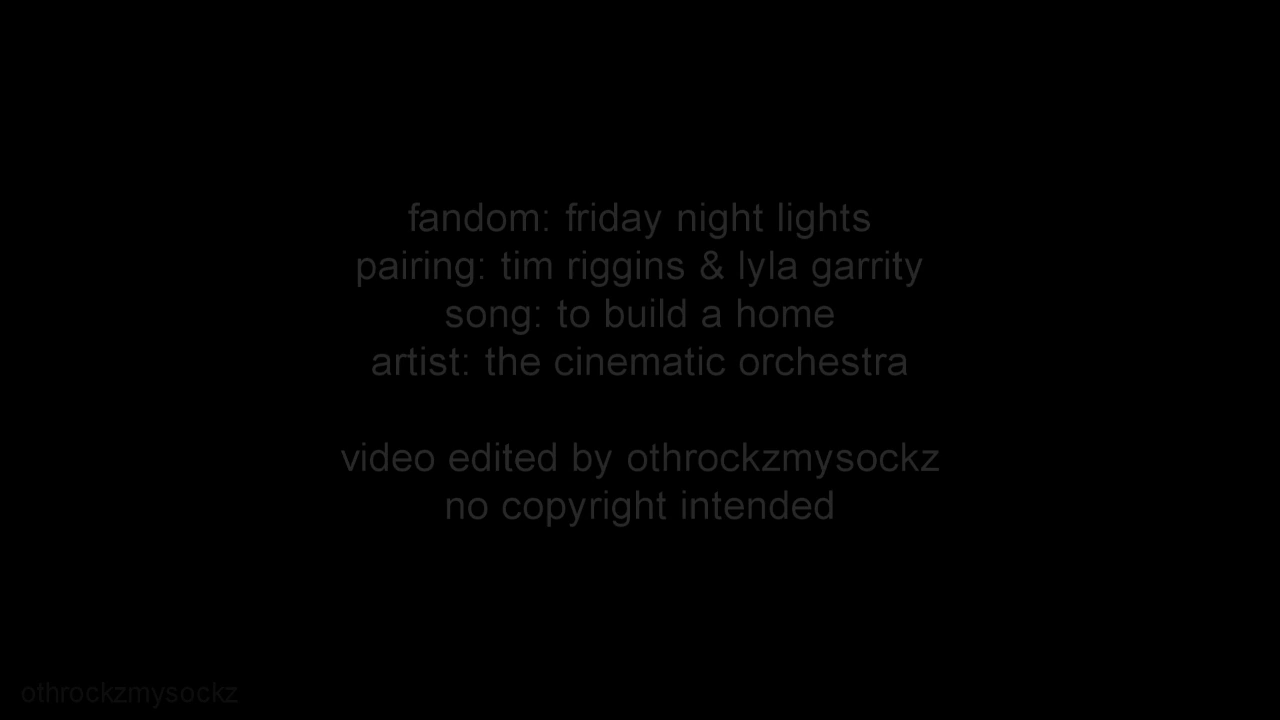 fandom: friday night lights
pairing: tim riggins & lyla garrity
song: to build a home
artist: the cinematic orchestra
video edited by othrockzmysockz
no copyright intended
othrockzmysockz